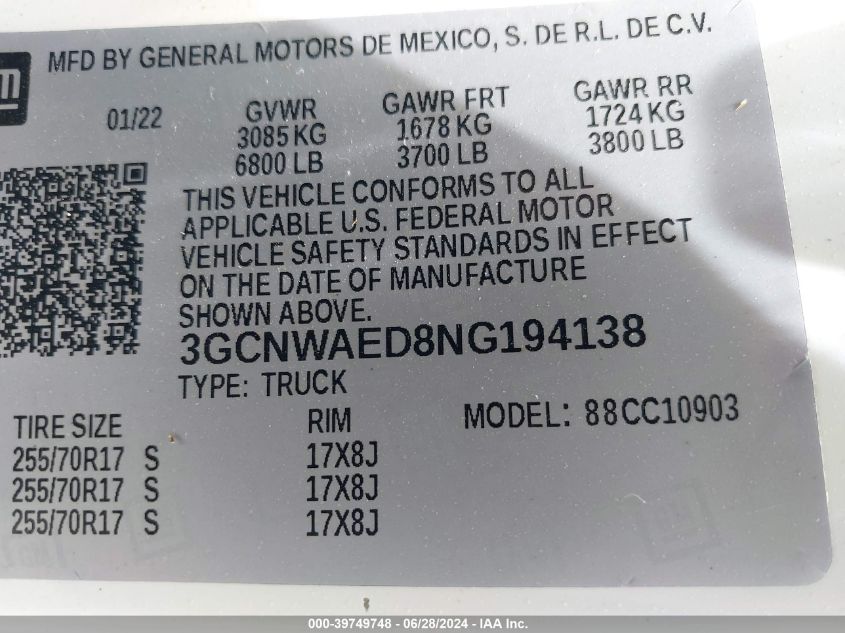 MFD BY GENERAL MOTORS DE MEXICO, S. DE R.L. DE C.V.
01/22 GVWR GAWR FRT GAWR RR
3085 KG 1678 KG 1724 KG
6800 LB 3700 LB 3800 LB
THIS VEHICLE CONFORMS TO ALL
APPLICABLE U.S. FEDERAL MOTOR
VEHICLE SAFETY STANDARDS IN EFFECT
ON THE DATE OF MANUFACTURE
SHOWN ABOVE.
3GCNWAED8NG194138
TYPE: TRUCK
TIRE SIZE RIM MODEL: 88CC10903
255/70R17 S 17X8J
255/70R17 S 17X8J
255/70R17 S 17X8J
000-39749748 - 06/28/2024 - IAA Inc.